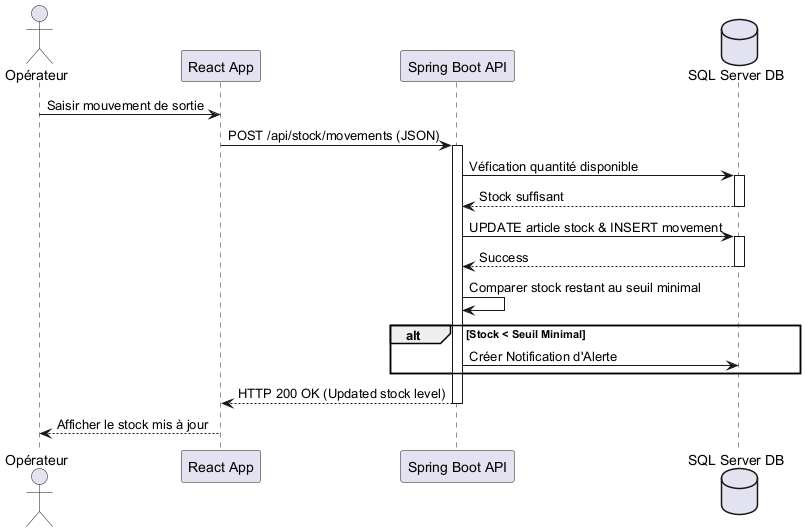 Opérateur
React App
Spring Boot API
SQL Server DB
Saisir mouvement de sortie
POST /api/stock/movements (JSON)
Véfication quantité disponible
Stock suffisant
UPDATE article stock & INSERT movement
Success
Comparer stock restant au seuil minimal
alt [Stock < Seuil Minimal]
Créer Notification d'Alerte
HTTP 200 OK (Updated stock level)
Afficher le stock mis à jour
Opérateur
React App
Spring Boot API
SQL Server DB